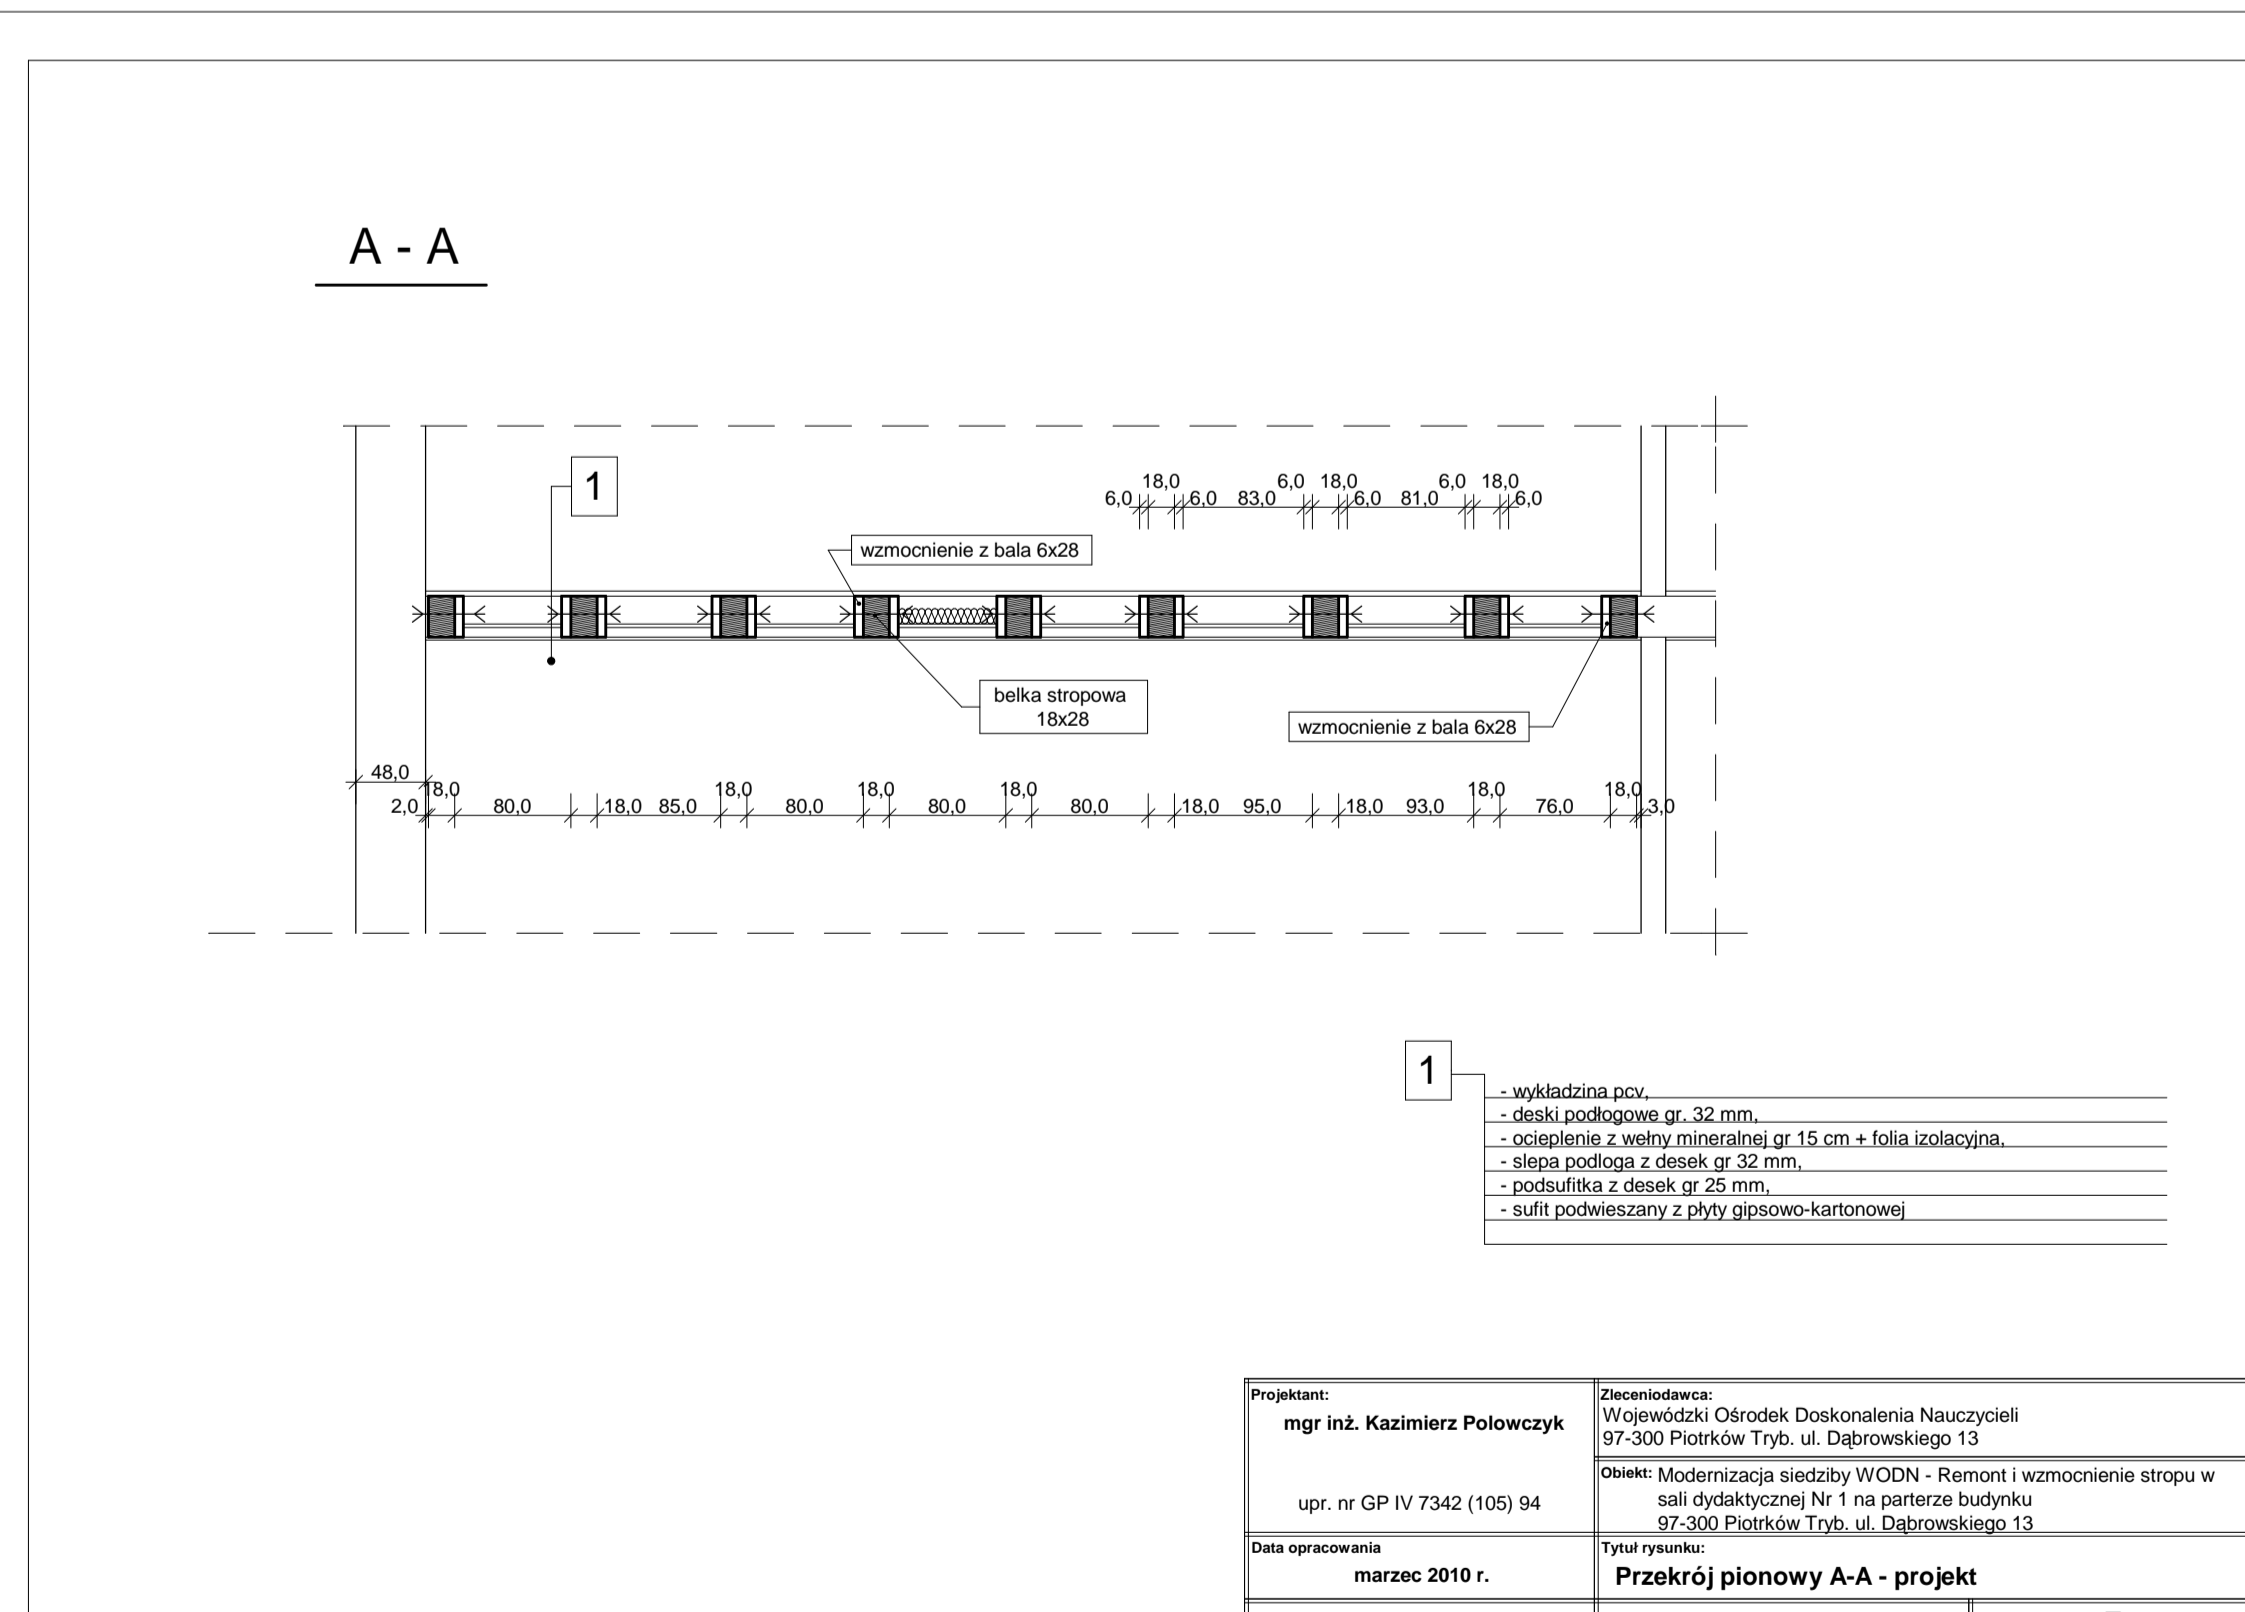 A - A
1
18,0 6,0 18,0 6,0 18,0
6,0 6,0 83,0 6,0 81,0 6,0
wzmocnienie z bala 6x28
belka stropowa
18x28
wzmocnienie z bala 6x28
48,0
18,0 18,0 18,0 18,0 18,0 18,0
2,0 80,0 18,0 85,0 80,0 80,0 80,0 18,0 95,0 18,0 93,0 76,0 3,0
1
- wykładzina pcv,
- deski podłogowe gr. 32 mm,
- ocieplenie z wełny mineralnej gr 15 cm + folia izolacyjna,
- slepa podloga z desek gr 32 mm,
- podsufitka z desek gr 25 mm,
- sufit podwieszany z płyty gipsowo-kartonowej
Projektant:
mgr inż. Kazimierz Polowczyk
upr. nr GP IV 7342 (105) 94
Zleceniodawca:
Wojewódzki Ośrodek Doskonalenia Nauczycieli
97-300 Piotrków Tryb. ul. Dąbrowskiego 13
Obiekt: Modernizacja siedziby WODN - Remont i wzmocnienie stropu w
sali dydaktycznej Nr 1 na parterze budynku
97-300 Piotrków Tryb. ul. Dąbrowskiego 13
Data opracowania
marzec 2010 r.
Tytuł rysunku:
Przekrój pionowy A-A - projekt